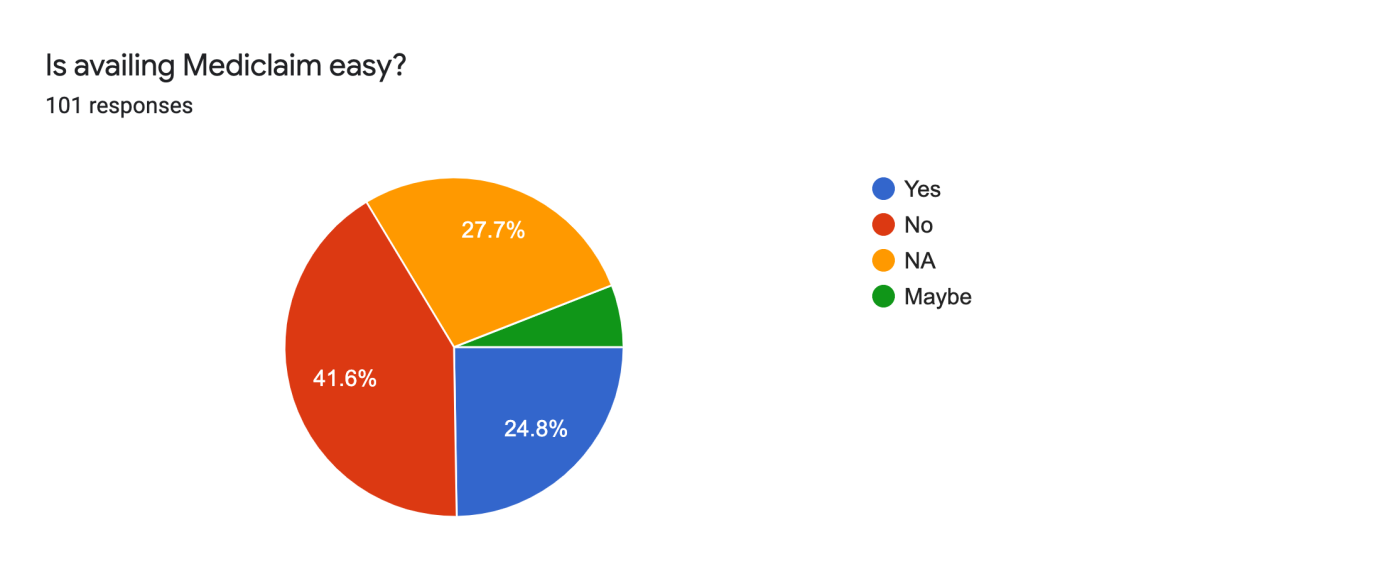 Is availing Mediclaim easy?
101 responses
27.7%
41.6%
24.8%
Yes
No
NA
Maybe